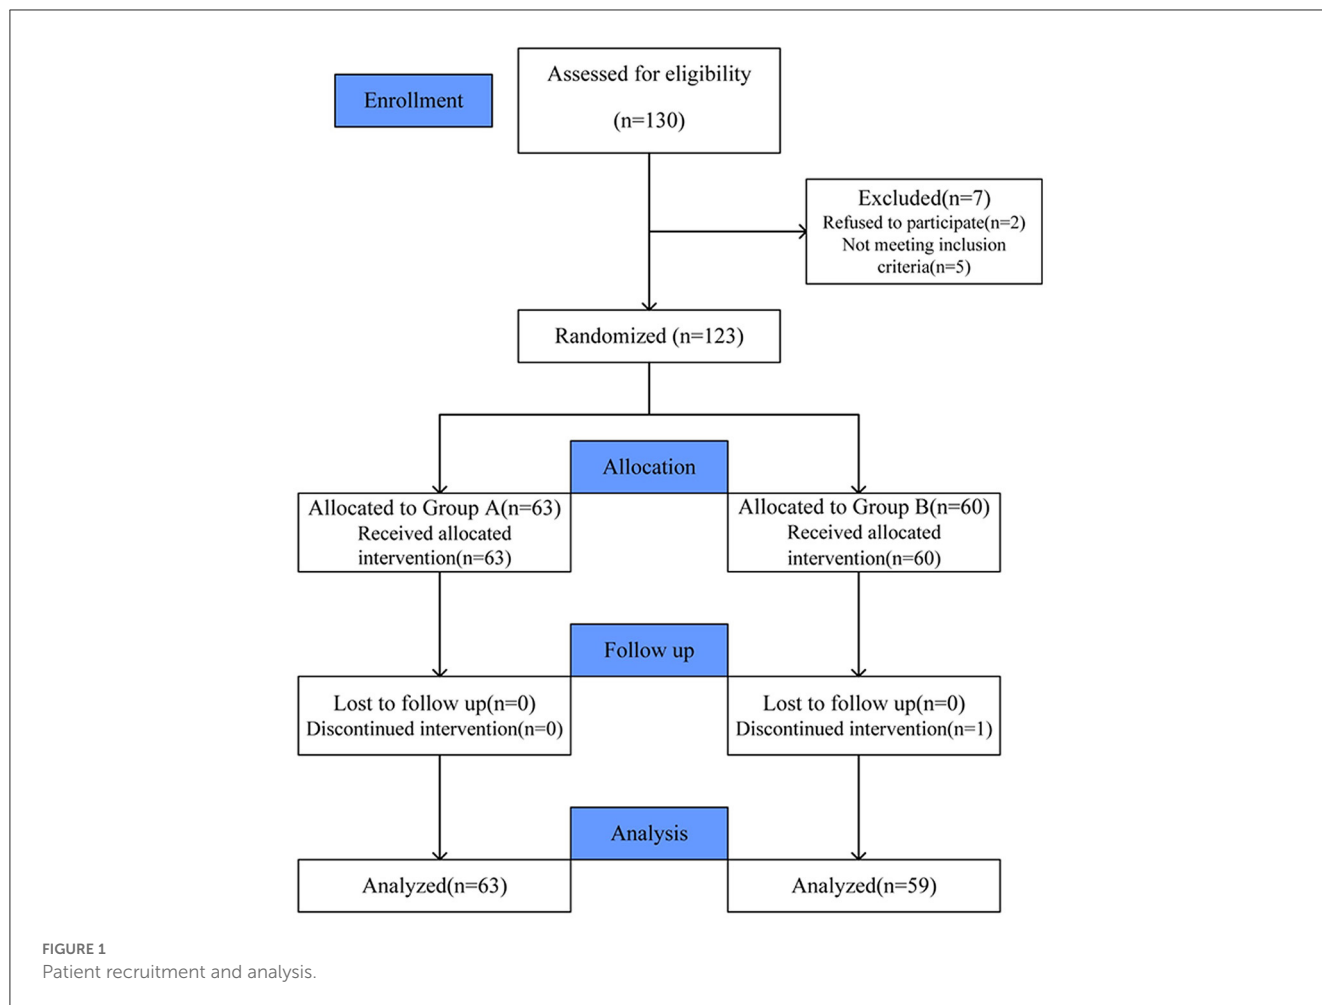 Enrollment
Assessed for eligibility
(n=130)
Excluded(n=7)
Refused to participate(n=2)
Not meeting inclusion
criteria(n=5)
Randomized (n=123)
Allocation
Allocated to Group A(n=63)
Received allocated
intervention(n=63)
Allocated to Group B(n=60)
Received allocated
intervention(n=60)
Follow up
Lost to follow up(n=0)
Discontinued intervention(n=0)
Lost to follow up(n=0)
Discontinued intervention(n=1)
Analysis
Analyzed(n=63)
Analyzed(n=59)
FIGURE 1
Patient recruitment and analysis.